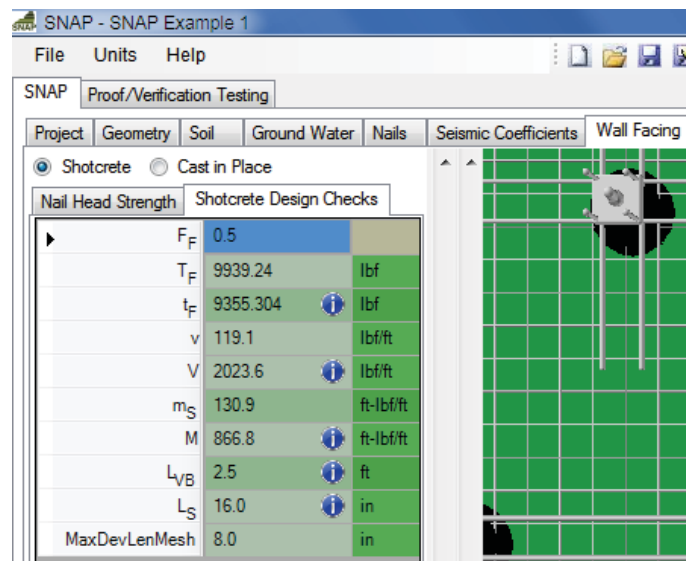 SNAP - SNAP Example 1
File Units Help
SNAP Proof/Verification Testing
Project Geometry Soil Ground Water Nails Seismic Coefficients Wall Facing
Shotcrete Cast in Place
Nail Head Strength Shotcrete Design Checks
FF 0.5
TF 9939.24 lbf
tF 9355.304 lbf
v 119.1 lbf/ft
V 2023.6 lbf/ft
mS 130.9 ft-lbf/ft
M 866.8 ft-lbf/ft
LVB 2.5 ft
LS 16.0 in
MaxDevLenMesh 8.0 in